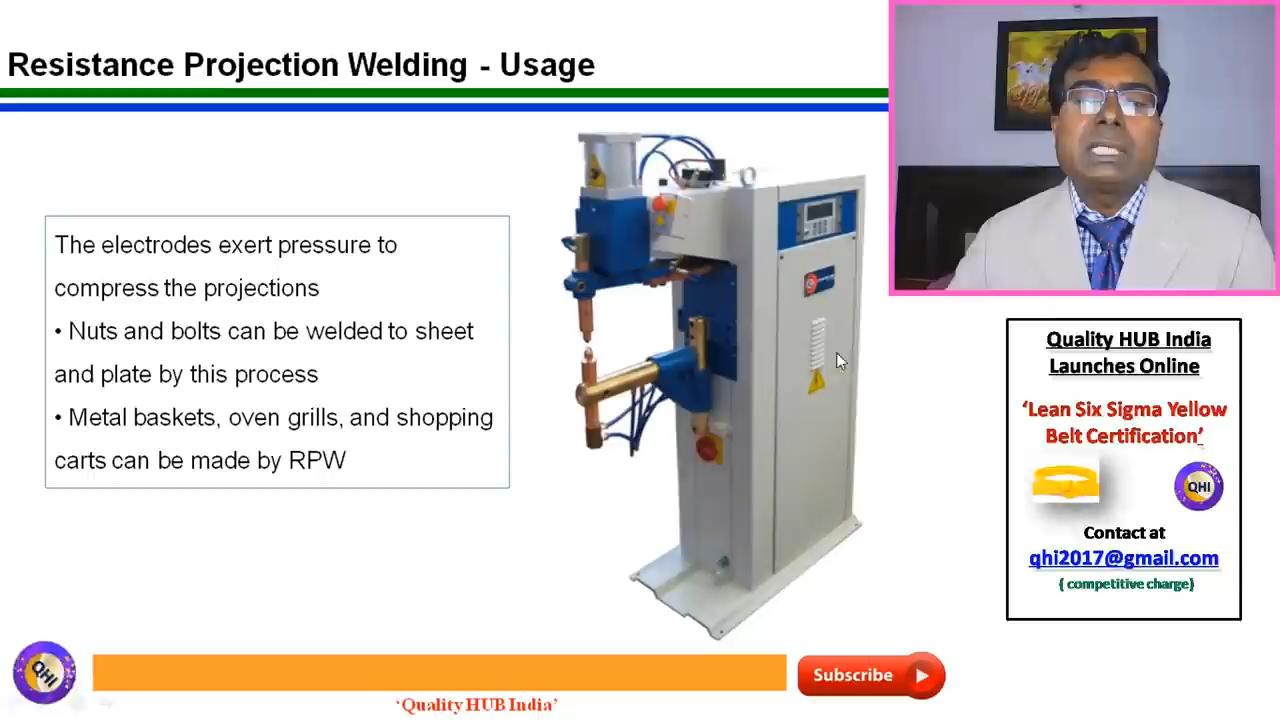 Resistance Projection Welding - Usage
The electrodes exert pressure to
compress the projections
• Nuts and bolts can be welded to sheet
and plate by this process
• Metal baskets, oven grills, and shopping
carts can be made by RPW
Quality HUB India
Launches Online
‘Lean Six Sigma Yellow
Belt Certification’
QHI
Contact at
qhi2017@gmail.com
( competitive charge)
QHI
Subscribe
‘Quality HUB India’